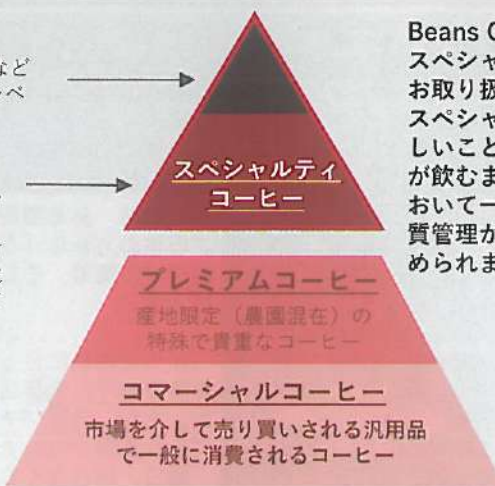 など
ペ
スペシャルティ
コーヒー
プレミアムコーヒー
産地限定（農園混在）の
特殊で貴重なコーヒー
コマーシャルコーヒー
市場を介して売り買いされる汎用品
で一般に消費されるコーヒー
Beans
スペシャ
お取り扱
スペシャ
しいこと
が飲むま
おいて一
質管理が
められま